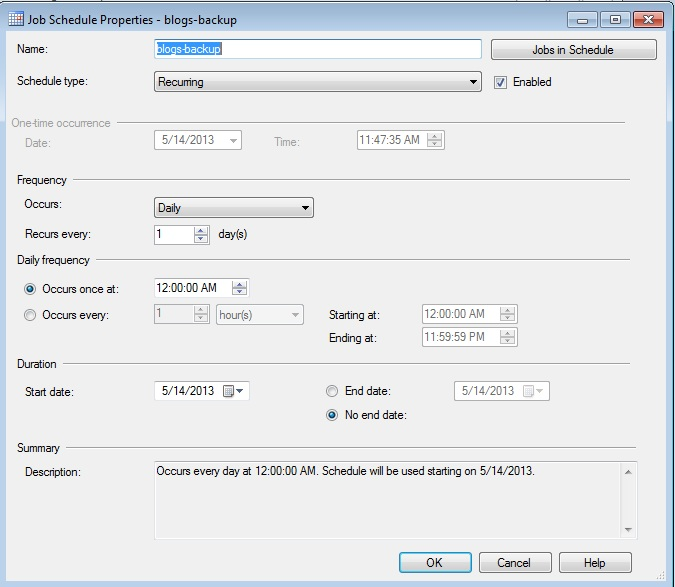 Job Schedule Properties - blogs-backup
Name: blogs-backup Jobs in Schedule
Schedule type: Recurring Enabled
One-time occurrence
Date: 5/14/2013 Time: 11:47:35 AM
Frequency
Occurs: Daily
Recurs every: 1 day(s)
Daily frequency
Occurs once at: 12:00:00 AM
Occurs every: 1 hour(s) Starting at: 12:00:00 AM
Ending at: 11:59:59 PM
Duration
Start date: 5/14/2013 End date: 5/14/2013
No end date:
Summary
Description: Occurs every day at 12:00:00 AM. Schedule will be used starting on 5/14/2013.
OK Cancel Help